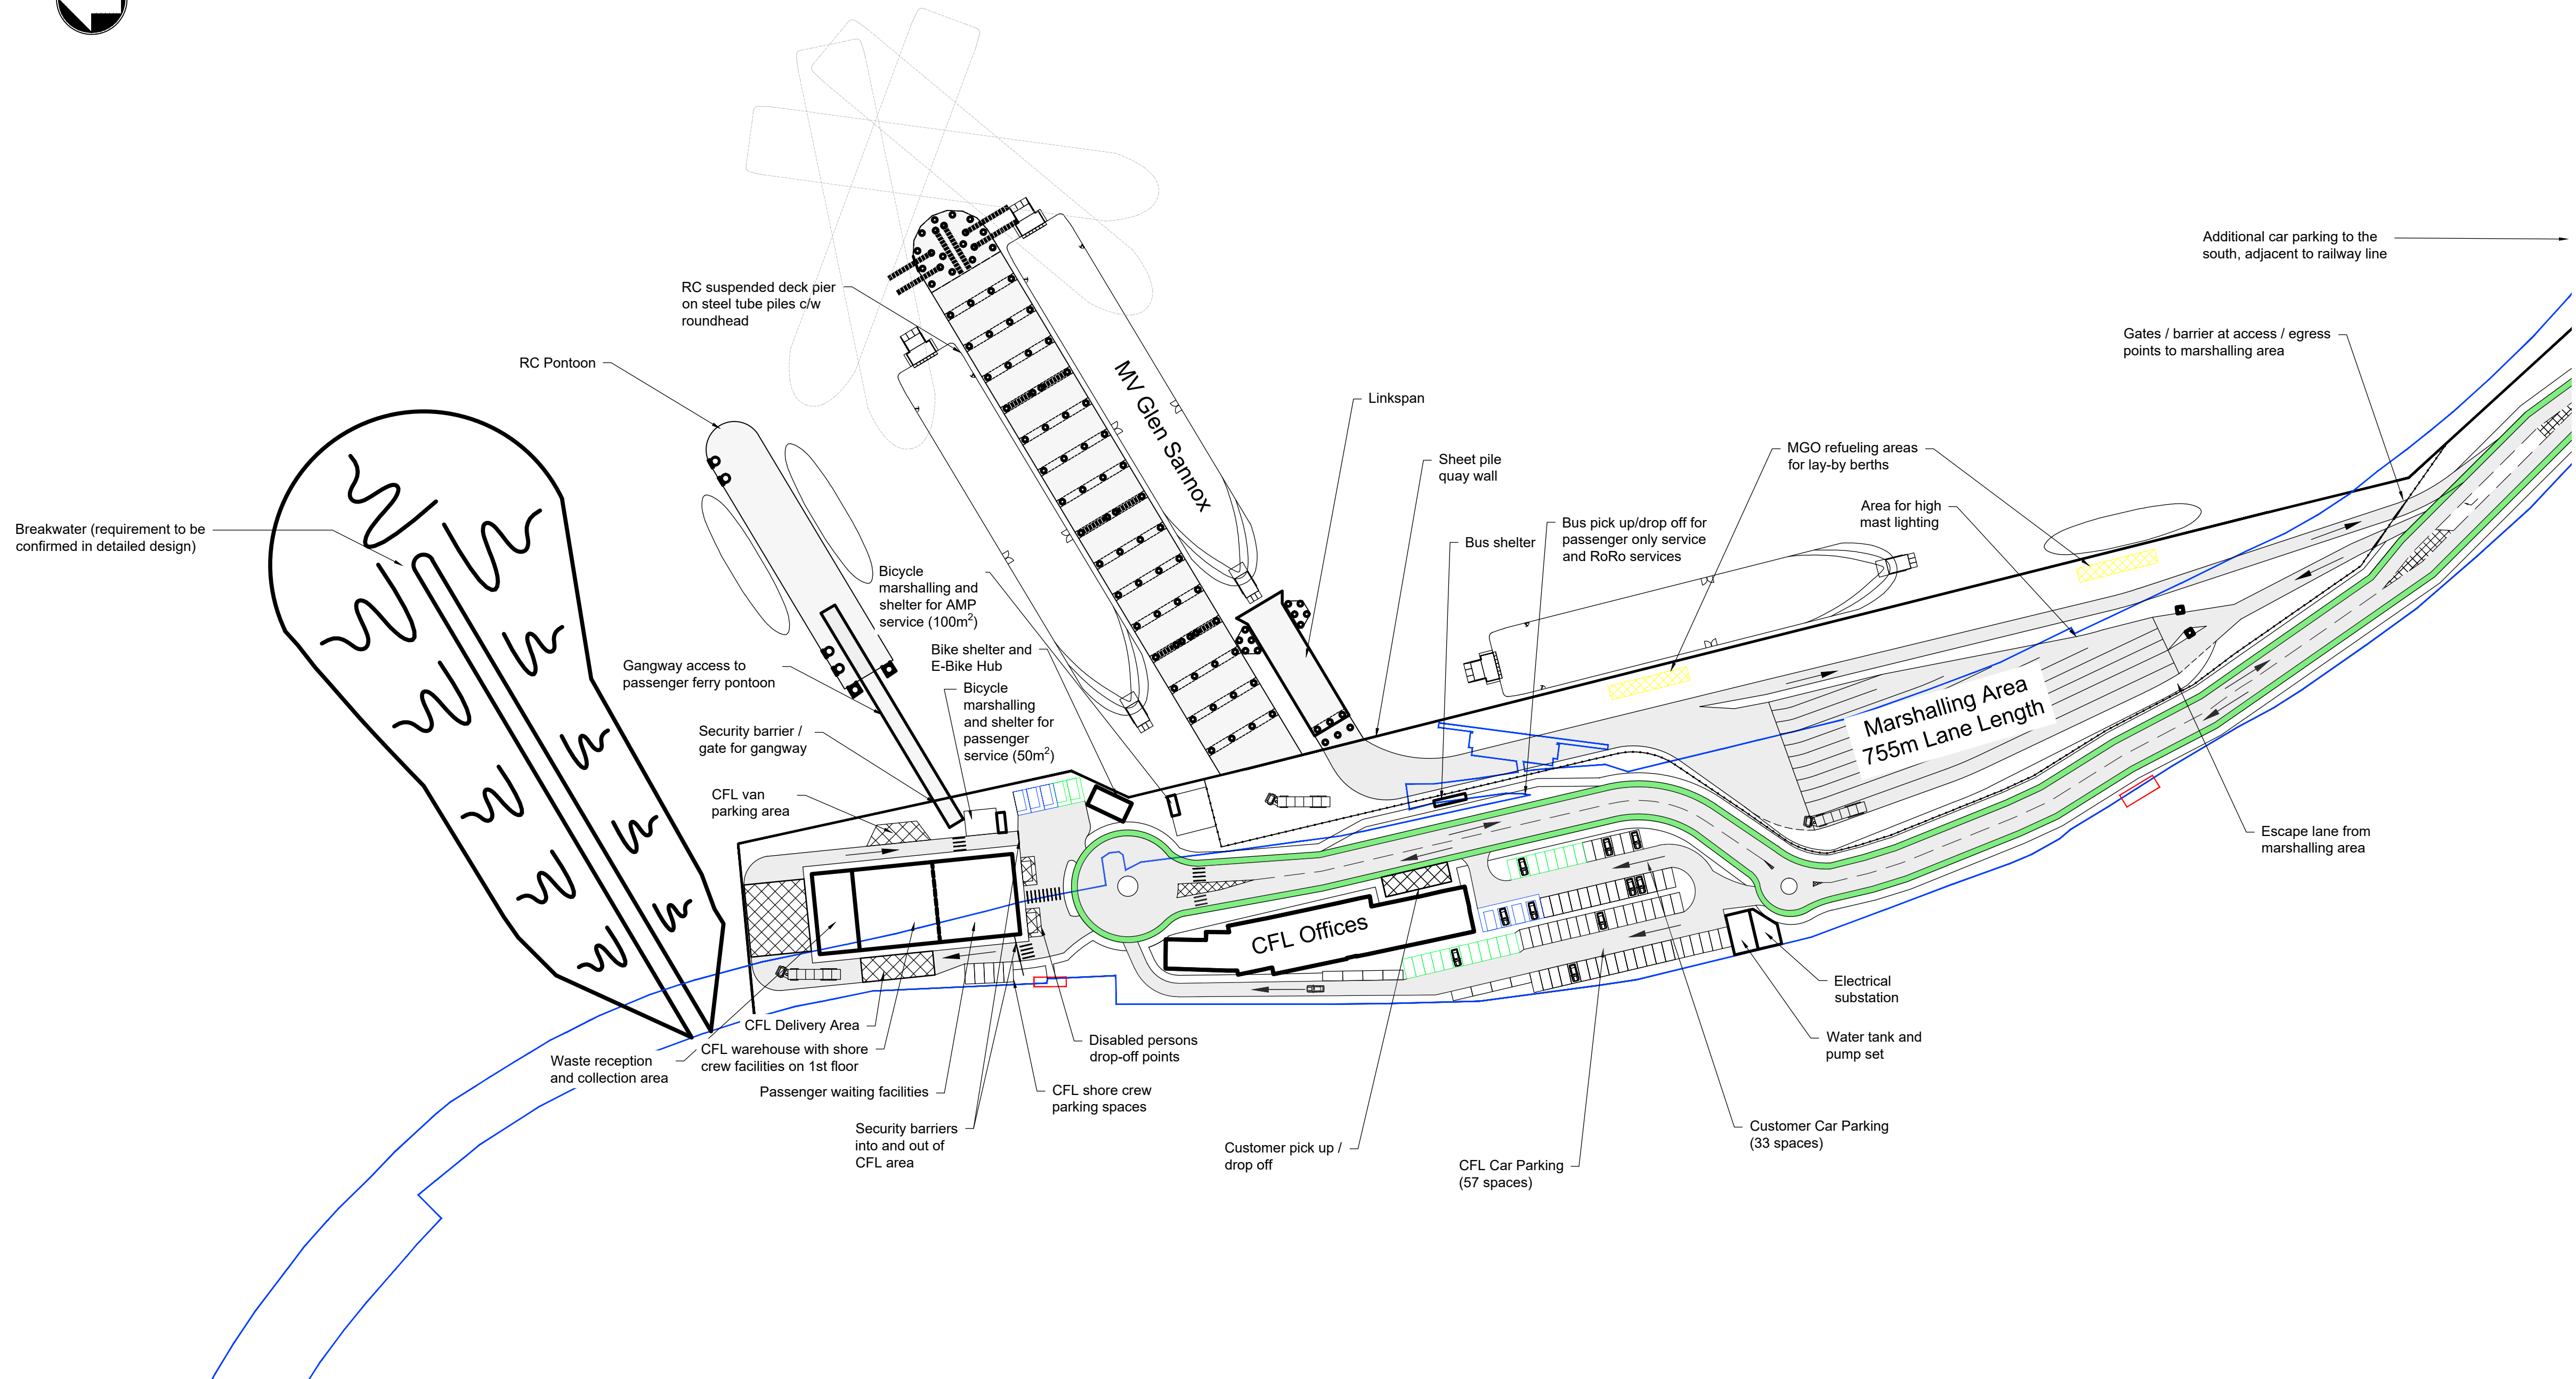 Additional car parking to the
south, adjacent to railway line
RC suspended deck pier
on steel tube piles c/w
roundhead
Gates / barrier at access / egress
points to marshalling area
RC Pontoon
MV Glen Sannox
Linkspan
MGO refueling areas
for lay-by berths
Sheet pile
quay wall
Area for high
mast lighting
Breakwater (requirement to be
confirmed in detailed design)
Bus pick up/drop off for
passenger only service
and RoRo services
Bus shelter
Bicycle
marshalling and
shelter for AMP
service (100m²)
Bike shelter and
E-Bike Hub
Gangway access to
passenger ferry pontoon
Bicycle
marshalling
and shelter for
passenger
service (50m²)
Security barrier /
gate for gangway
Marshalling Area
755m Lane Length
CFL van
parking area
Escape lane from
marshalling area
CFL Offices
Electrical
substation
CFL Delivery Area
Water tank and
pump set
Disabled persons
drop-off points
CFL warehouse with shore
crew facilities on 1st floor
Waste reception
and collection area
Passenger waiting facilities
CFL shore crew
parking spaces
Security barriers
into and out of
CFL area
Customer Car Parking
(33 spaces)
Customer pick up /
drop off
CFL Car Parking
(57 spaces)